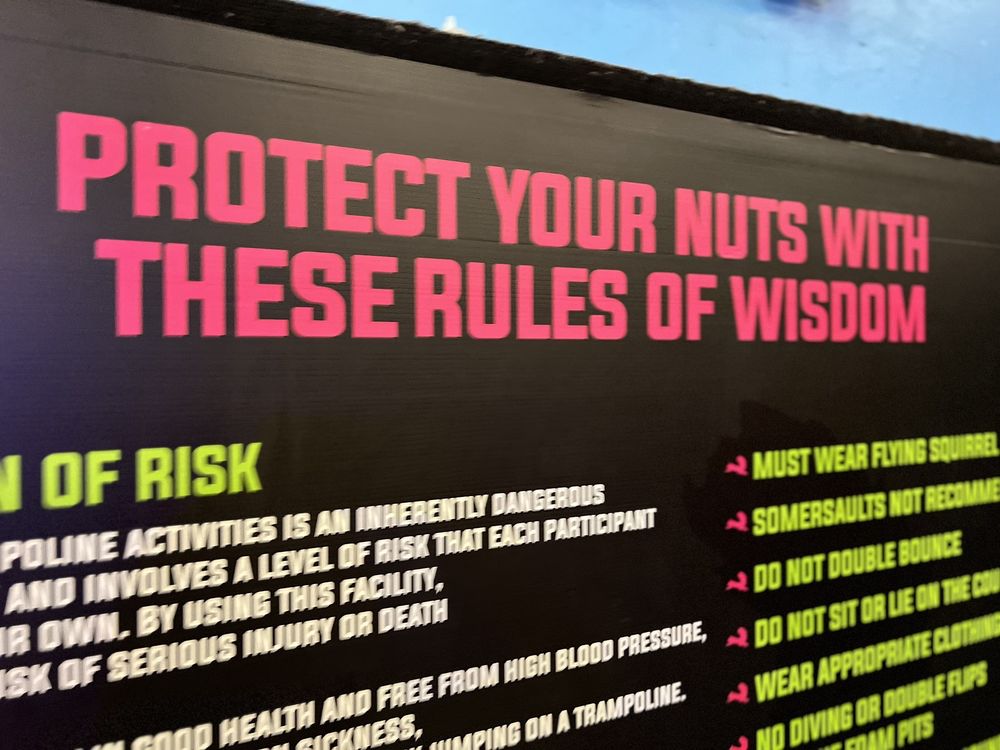 PROTECT YOUR NUTS WITH
THESE RULES OF WISDOM
N OF RISK
POLINE ACTIVITIES IS AN INHERENTLY DANGEROUS
AND INVOLVES A LEVEL OF RISK THAT EACH PARTICIPANT
OWN. BY USING THIS FACILITY,
OF SERIOUS INJURY OR DEATH
GOOD HEALTH AND FREE FROM HIGH BLOOD PRESSURE,
SICKNESS,
JUMPING ON A TRAMPOLINE.
MUST WEAR FLYING SQUIRREL
SOMERSAULTS NOT RECOMME
DO NOT DOUBLE BOUNCE
DO NOT SIT OR LIE ON THE COU
WEAR APPROPRIATE CLOTHING
NO DIVING OR DOUBLE FLIPS
FOAM PITS